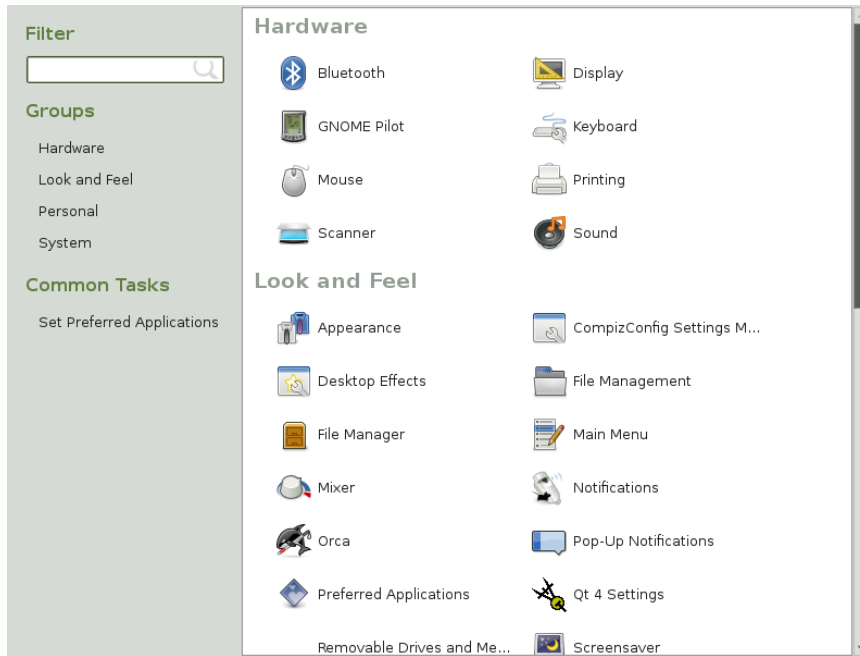 Filter
Groups
Hardware
Look and Feel
Personal
System
Common Tasks
Set Preferred Applications
Hardware
Bluetooth
Display
GNOME Pilot
Keyboard
Mouse
Printing
Scanner
Sound
Look and Feel
Appearance
CompizConfig Settings M...
Desktop Effects
File Management
File Manager
Main Menu
Mixer
Notifications
Orca
Pop-Up Notifications
Preferred Applications
Qt 4 Settings
Removable Drives and Me...
Screensaver